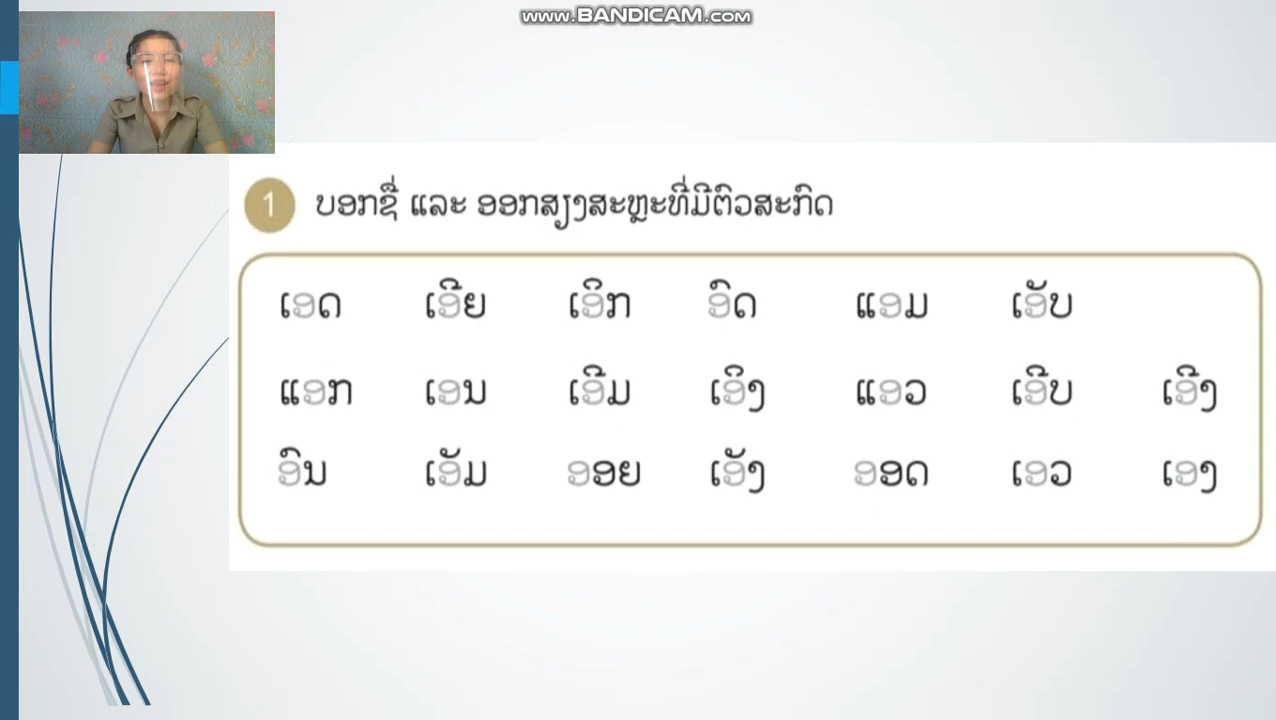 www.BANDICAM.com
1 ບອກຊື່ ແລະ ອອກສຽງສະຫຼະທີ່ມີຕົວສະກົດ
ເອດ ເອີຍ ເອິກ ອົດ ແອມ ເອັບ
ແອກ ເອນ ເອີມ ເອິງ ແອວ ເອີບ ເອີງ
ອົນ ເອັມ ອອຍ ເອັງ ອອດ ເອວ ເອງ